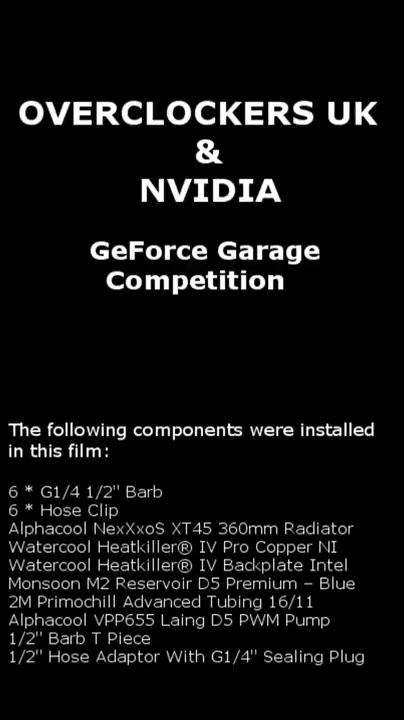 OVERCLOCKERS UK
&
NVIDIA
GeForce Garage
Competition
The following components were installed
in this film:
6 * G1/4 1/2" Barb
6 * Hose Clip
Alphacool NexXxoS XT45 360mm Radiator
Watercool Heatkiller® IV Pro Copper NI
Watercool Heatkiller® IV Backplate Intel
Monsoon M2 Reservoir D5 Premium – Blue
2M Primochill Advanced Tubing 16/11
Alphacool VPP655 Laing D5 PWM Pump
1/2" Barb T Piece
1/2" Hose Adaptor With G1/4" Sealing Plug